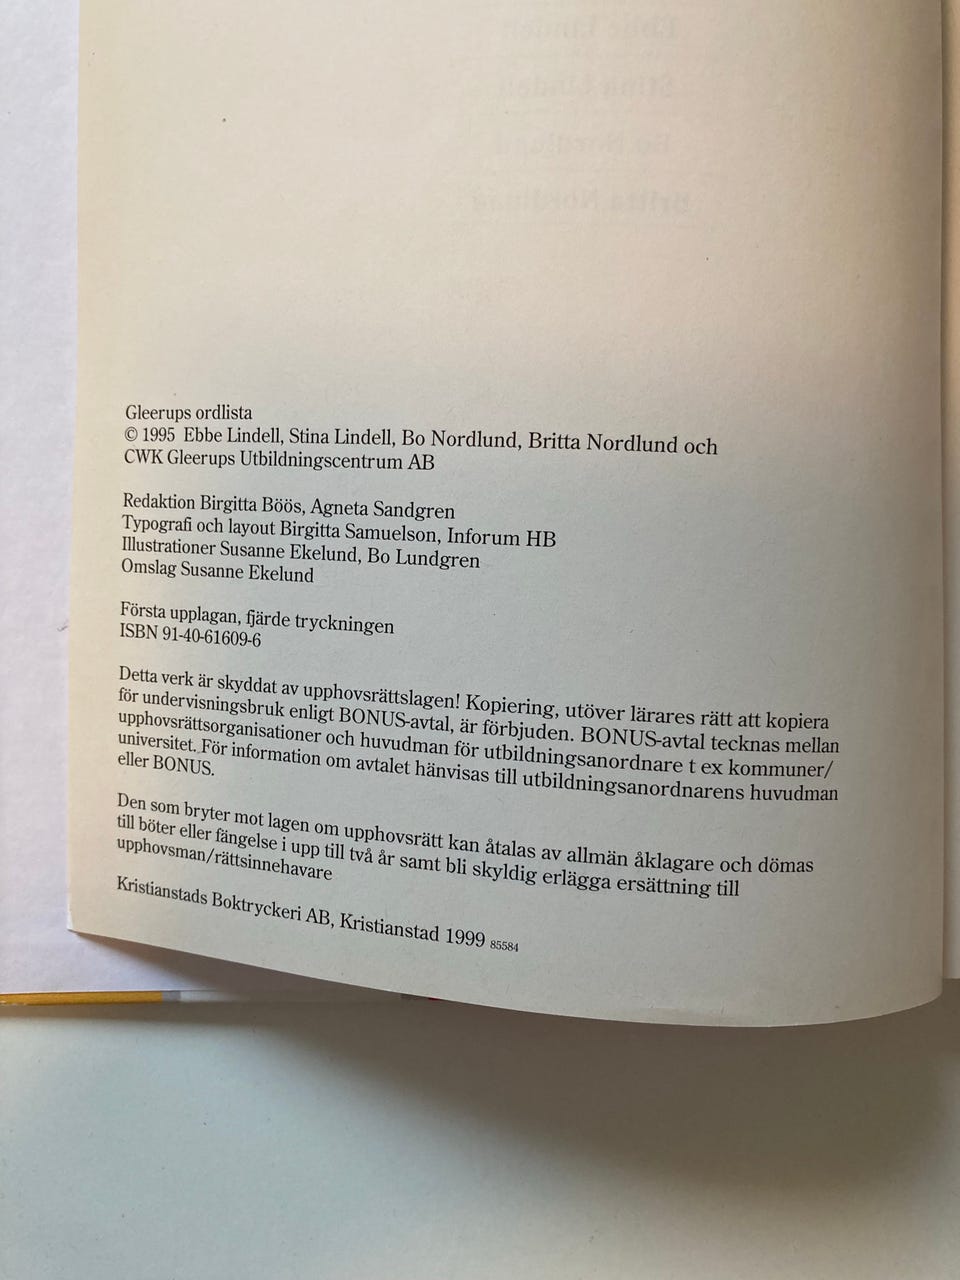 Gleerups ordlista
© 1995 Ebbe Lindell, Stina Lindell, Bo Nordlund, Britta Nordlund och
CWK Gleerups Utbildningscentrum AB
Redaktion Birgitta Böös, Agneta Sandgren
Typografi och layout Birgitta Samuelson, Inforum HB
Illustrationer Susanne Ekelund, Bo Lundgren
Omslag Susanne Ekelund
Första upplagan, fjärde tryckningen
ISBN 91-40-61609-6
Detta verk är skyddat av upphovsrättslagen! Kopiering, utöver lärares rätt att kopiera
för undervisningsbruk enligt BONUS-avtal, är förbjuden. BONUS-avtal tecknas mellan
upphovsrättsorganisationer och huvudman för utbildningsanordnare t ex kommuner/
universitet. För information om avtalet hänvisas till utbildningsanordnarens huvudman
eller BONUS.
Den som bryter mot lagen om upphovsrätt kan åtalas av allmän åklagare och dömas
till böter eller fängelse i upp till två år samt bli skyldig erlägga ersättning till
upphovsman/rättsinnehavare
Kristianstads Boktryckeri AB, Kristianstad 1999 85584